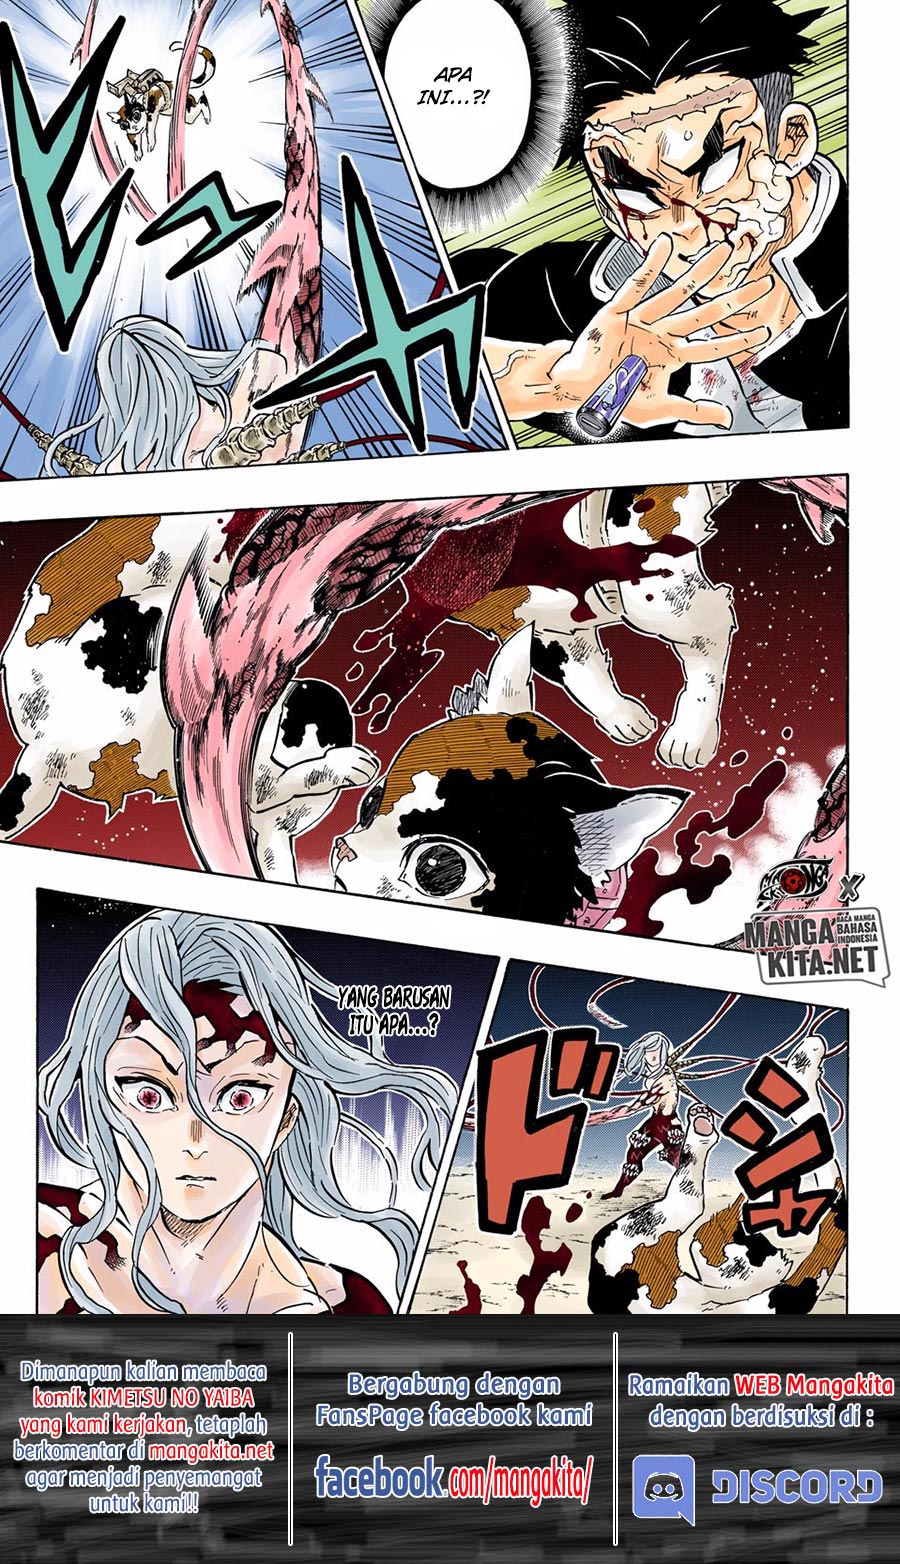 APA
INI...?!
ビュオ
MANGA
BACA MANGA
BAHASA
INDONESIA
KITA.NET
X
YANG BARUSAN
ITU APA...?
ドシャ
Dimanapun kalian membaca
komik KIMETSU NO YAIBA
yang kami kerjakan, tetaplah
berkomentar di mangakita.net
agar menjadi penyemangat
untuk kami!!
Bergabung dengan
FansPage facebook kami
facebook.com/mangakita/
Ramaikan WEB Mangakita
dengan berdisuksi di :
DISCORD